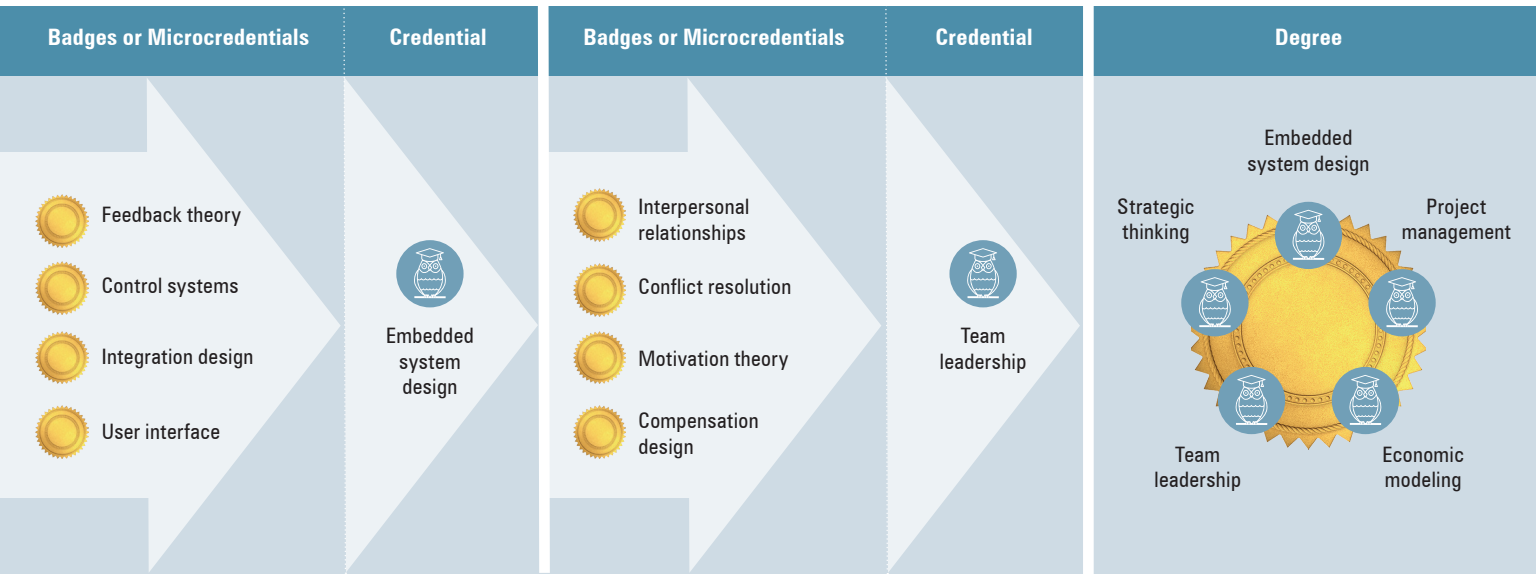 Badges or Microcredentials
Credential
Feedback theory
Control systems
Integration design
User interface
Embedded
system
design
Badges or Microcredentials
Credential
Interpersonal
relationships
Conflict resolution
Motivation theory
Compensation
design
Team
leadership
Degree
Embedded
system design
Strategic
thinking
Project
management
Team
leadership
Economic
modeling